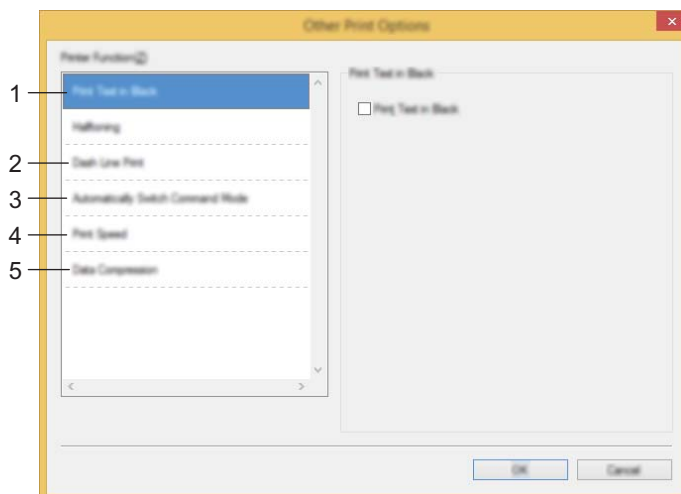 Other Print Options
Printer Function(Z)
Print Text in Black
1 Print Text in Black
Print Text in Black
Halftoning
2 Dash Line Print
3 Automatically Switch Command Mode
4 Print Speed
5 Data Compression
OK Cancel